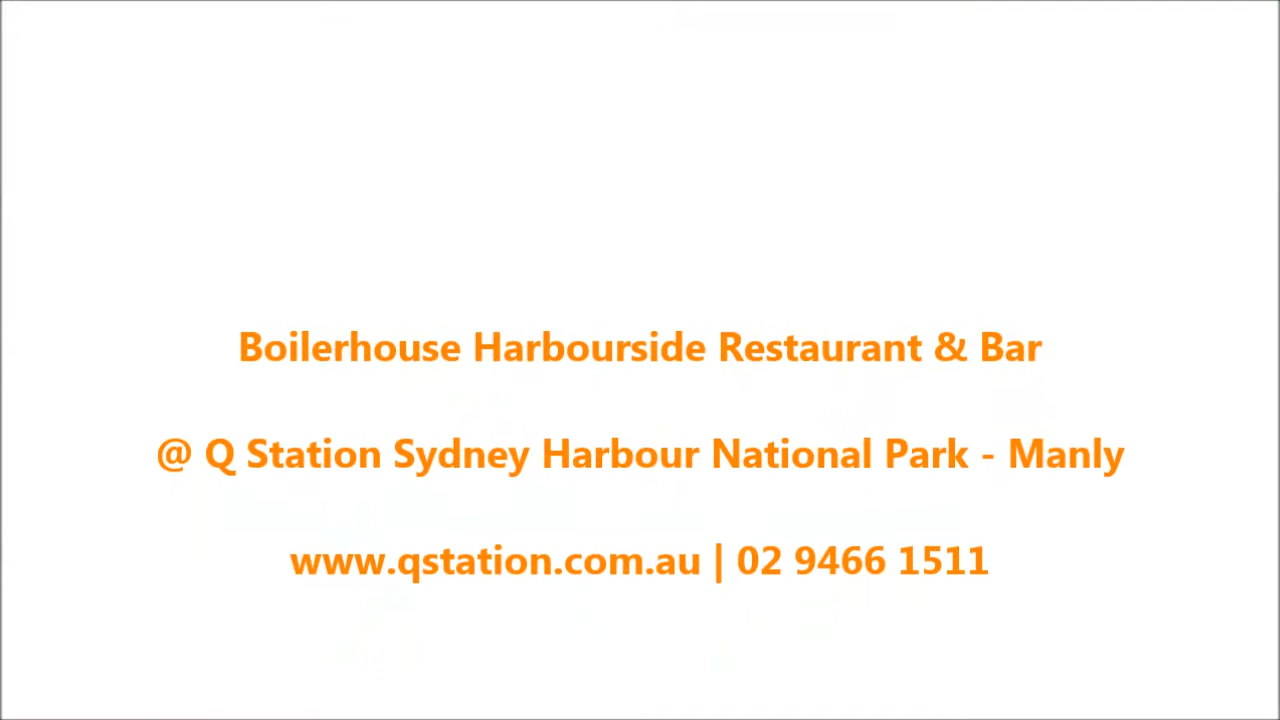 Boilerhouse Harbourside Restaurant & Bar
@ Q Station Sydney Harbour National Park - Manly
www.qstation.com.au | 02 9466 1511